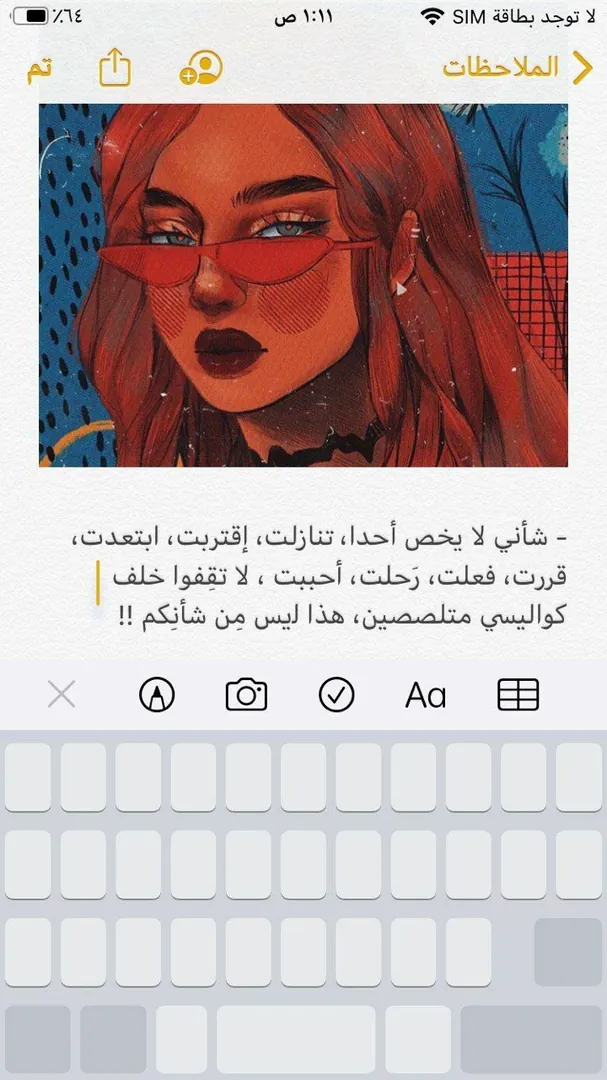 لا توجد بطاقة SIM ١:١١ ص ٪٦٤
الملاحظات تم
- شأني لا يخص أحدا، تنازلت، إقتربت، ابتعدت،
قررت، فعلت، رَحلت، أحببت ، لا تقِفوا خلف
كواليسي متلصصين، هذا ليس مِن شأنِكم !!
Aa